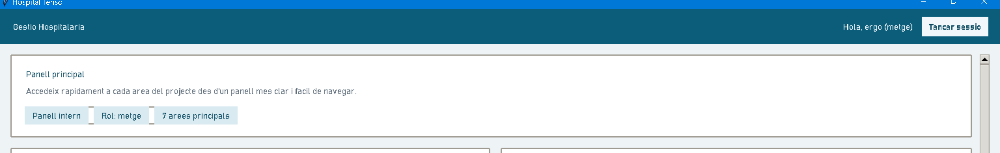 Hospital Tenso
Gestio Hospitalaria
Hola, ergo (metge)
Tancar sessio
Panell principal
Accedeix rapidament a cada area del projecte des d'un panell mes clar i facil de navegar.
Panell intern
Rol: metge
7 arees principals